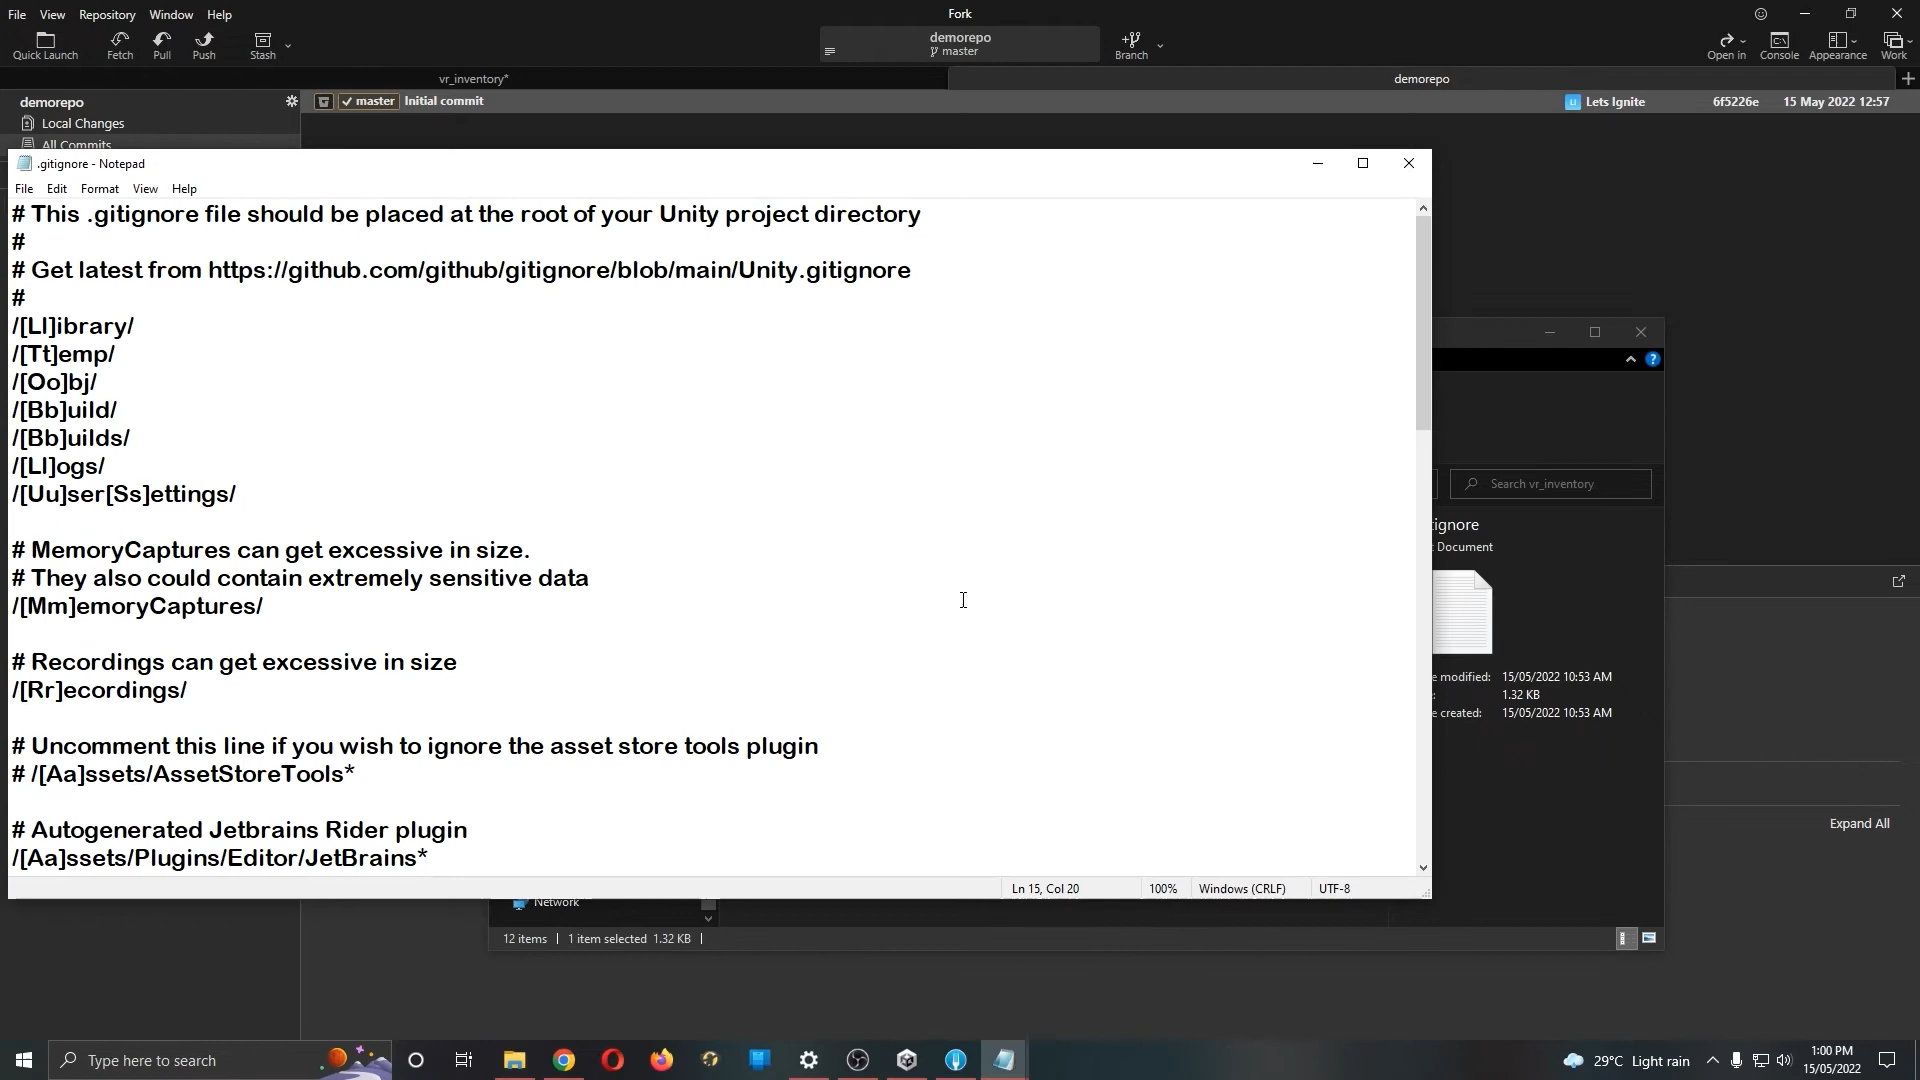 File View Repository Window Help
Fork
Quick Launch
Fetch
Pull
Push
Stash
demorepo
master
Branch
Open in
Console
Appearance
Work
vr_inventory*
demorepo
demorepo
master Initial commit
Lets Ignite
6f5226e
15 May 2022 12:57
Local Changes
All Commits
.gitignore - Notepad
File Edit Format View Help
# This .gitignore file should be placed at the root of your Unity project directory
#
# Get latest from https://github.com/github/gitignore/blob/main/Unity.gitignore
#
/[Ll]ibrary/
/[Tt]emp/
/[Oo]bj/
/[Bb]uild/
/[Bb]uilds/
/[Ll]ogs/
/[Uu]ser[Ss]ettings/
# MemoryCaptures can get excessive in size.
# They also could contain extremely sensitive data
/[Mm]emoryCaptures/
# Recordings can get excessive in size
/[Rr]ecordings/
# Uncomment this line if you wish to ignore the asset store tools plugin
# /[Aa]ssets/AssetStoreTools*
# Autogenerated Jetbrains Rider plugin
/[Aa]ssets/Plugins/Editor/JetBrains*
Ln 15, Col 20
100%
Windows (CRLF)
UTF-8
Search vr_inventory
ignore
Document
e modified: 15/05/2022 10:53 AM
: 1.32 KB
e created: 15/05/2022 10:53 AM
Expand All
Network
12 items
1 item selected 1.32 KB
Type here to search
29°C Light rain
1:00 PM
15/05/2022